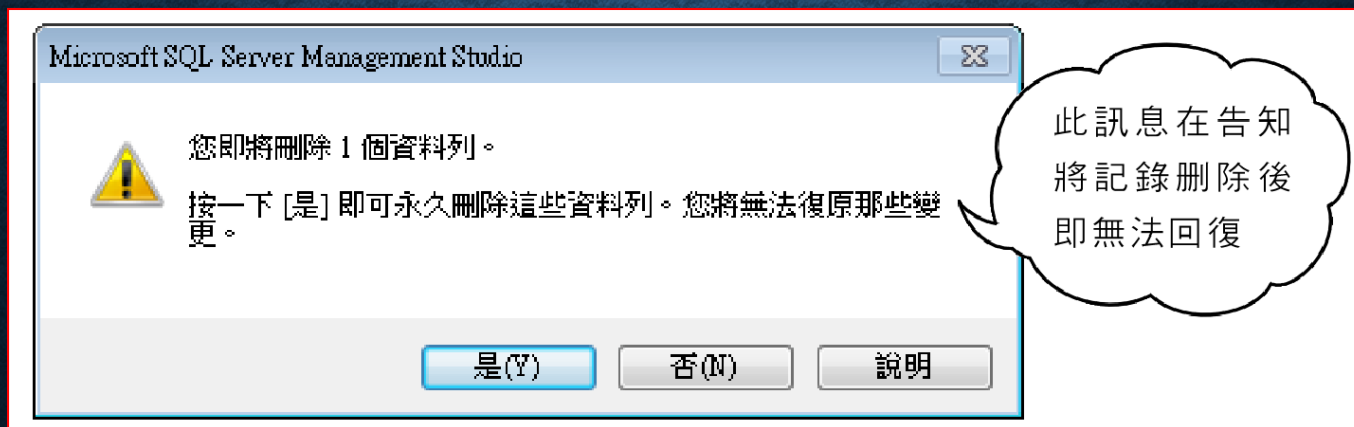 Microsoft SQL Server Management Studio
您即將刪除 1 個資料列。
按一下 [是] 即可永久刪除這些資料列。您將無法復原那些變
更。
是(Y)
否(N)
說明
此訊息在告知
將記錄刪除後
即無法回復